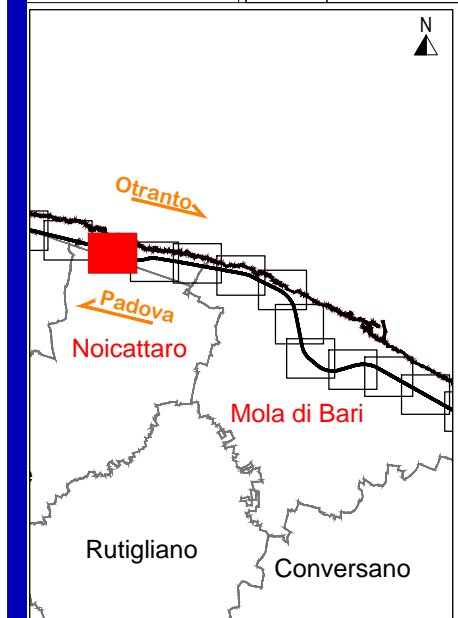 N
Otranto
Padova
Noicattaro
Mola di Bari
Rutigliano
Conversano